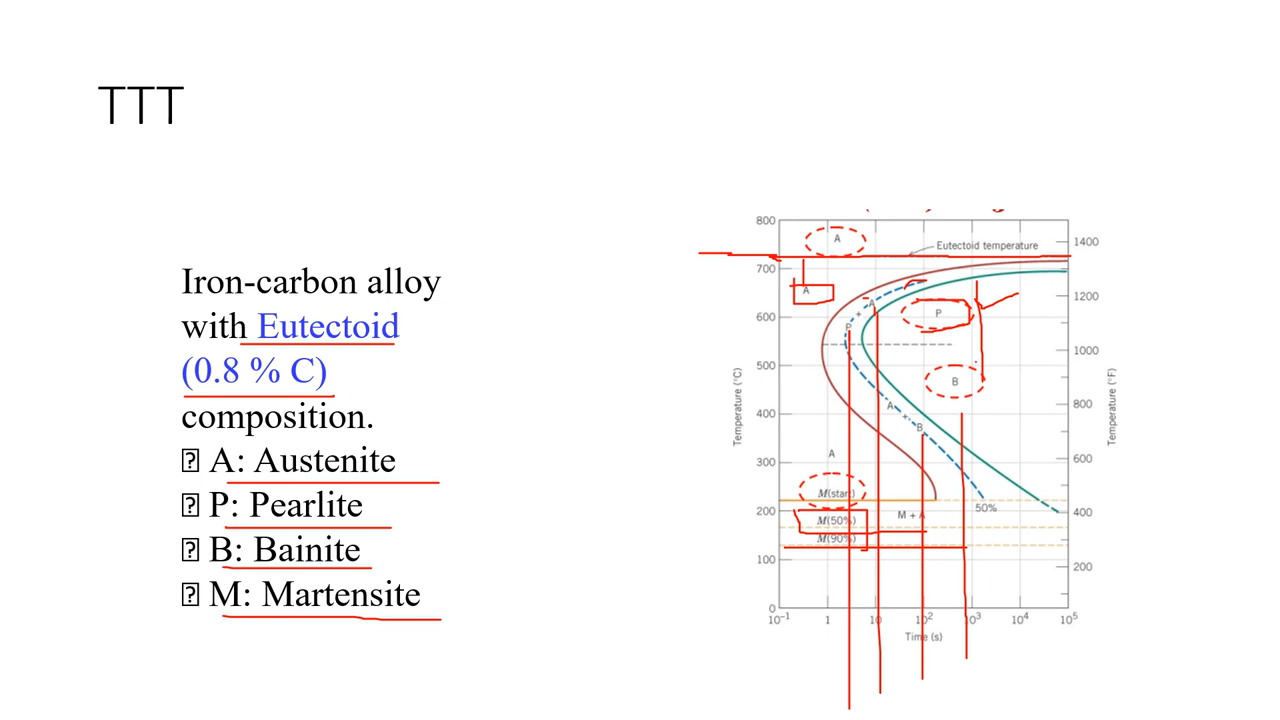 TTT
Iron-carbon alloy
with Eutectoid
(0.8 % C)
composition.
A: Austenite
P: Pearlite
B: Bainite
M: Martensite
800
700
600
500
400
300
200
100
0
Temperature (°C)
A
Eutectoid temperature
A
A
+
P
P
B
A
+
B
A
M(start)
M + A
50%
M(50%)
M(90%)
1400
1200
1000
800
600
400
200
Temperature (°F)
10⁻¹ 1 10 10² 10³ 10⁴ 10⁵
Time (s)